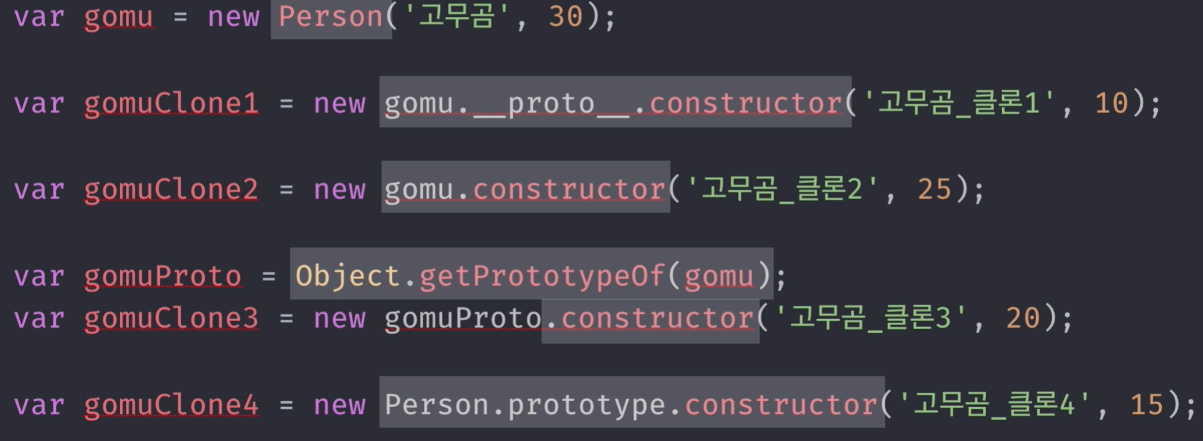 var gomu = new Person('고무곰', 30);
var gomuClone1 = new gomu.__proto__.constructor('고무곰_클론1', 10);
var gomuClone2 = new gomu.constructor('고무곰_클론2', 25);
var gomuProto = Object.getPrototypeOf(gomu);
var gomuClone3 = new gomuProto.constructor('고무곰_클론3', 20);
var gomuClone4 = new Person.prototype.constructor('고무곰_클론4', 15);